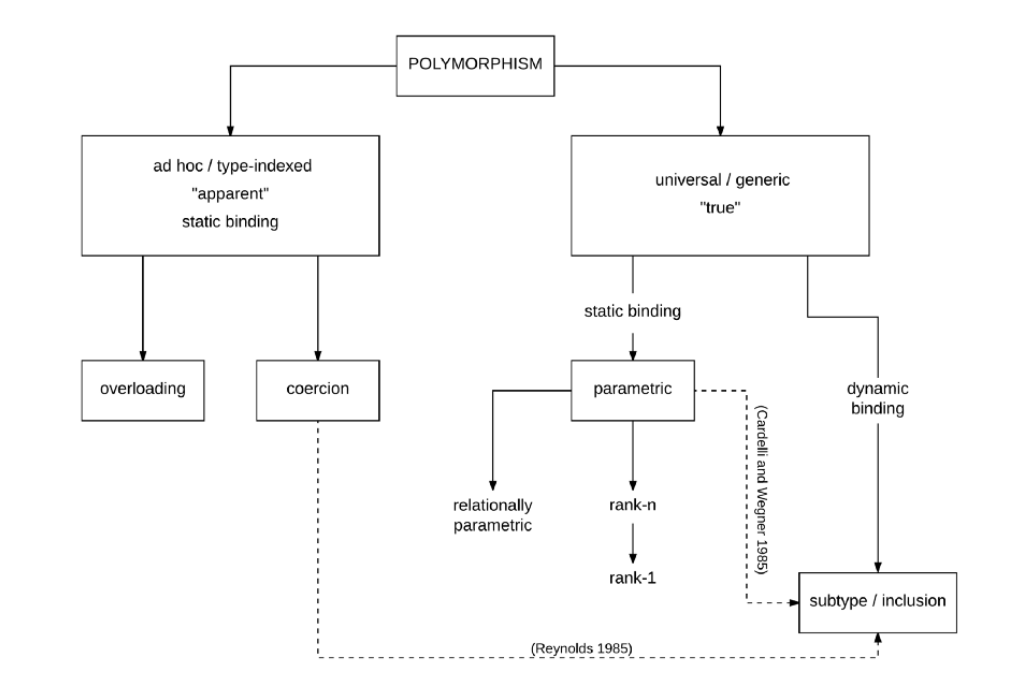 POLYMORPHISM
ad hoc / type-indexed
"apparent"
static binding
universal / generic
"true"
static binding
overloading
coercion
parametric
dynamic
binding
(Cardelli and Wegner 1985)
relationally
parametric
rank-n
rank-1
subtype / inclusion
(Reynolds 1985)